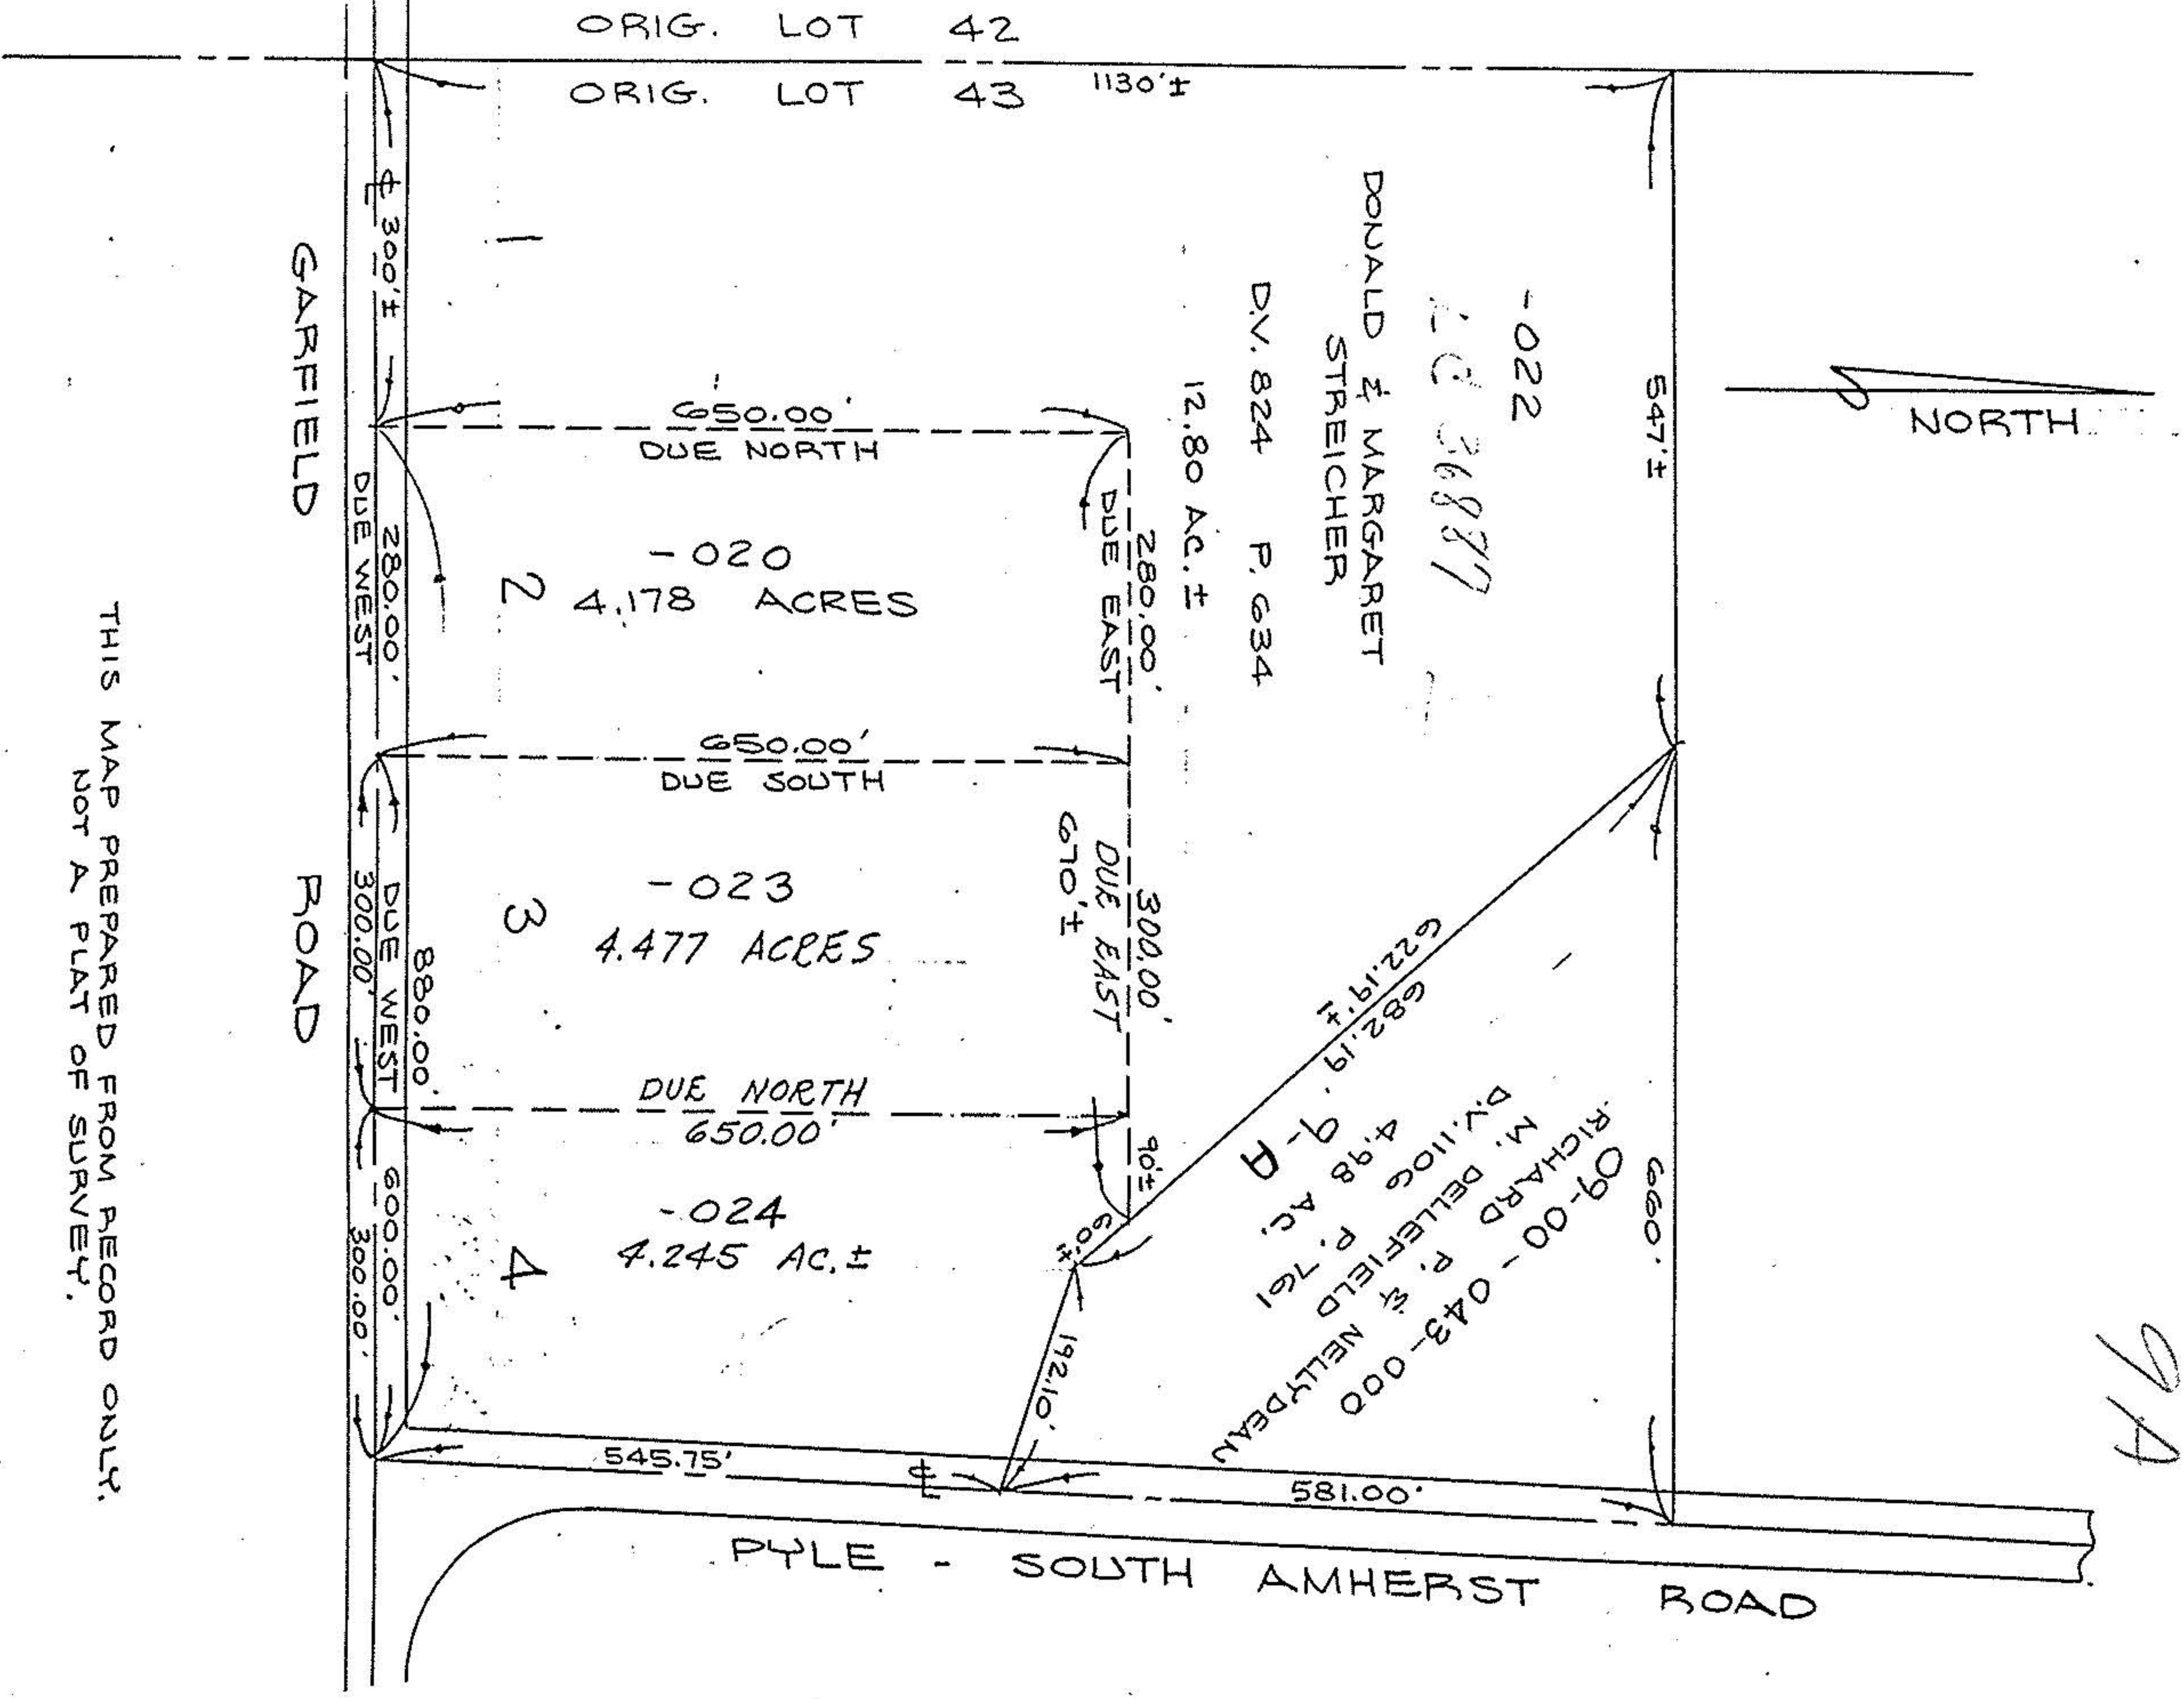 ORIG. LOT 42
ORIG. LOT 43
1130'±
℄ 300'±
1
GARFIELD
ROAD
650.00'
DUE NORTH
280.00'
DUE WEST
280.00'
DUE EAST
-020
4.178 ACRES
2
650.00'
DUE SOUTH
670'±
300.00'
DUE EAST
-023
4.477 ACRES
3
DUE WEST
300.00'
880.00'
DUE NORTH
650.00'
90'±
60'±
-024
4.245 AC.±
4
600.00'
300.00'
192.10'
545.75'
℄
581.00'
PYLE - SOUTH AMHERST ROAD
-022
DONALD & MARGARET
STREICHER
D.V. 824 P. 634
12.80 AC.±
547'±
NORTH
622.19'±
682.19'
660'
09-00-043-000
RICHARD P. & NELLYDEAN
M. DELLEFIELD
D.V. 1106 P. 761
4.98 AC.
9-A
9A
THIS MAP PREPARED FROM RECORD ONLY.
NOT A PLAT OF SURVEY.